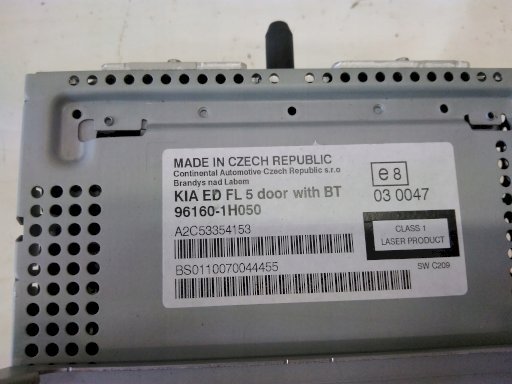 MADE IN CZECH REPUBLIC
Continental Automotive Czech Republic s.r.o
Brandys nad Labem
KIA ED FL 5 door with BT
96160-1H050
e8
03 0047
A2C53354153
CLASS 1
LASER PRODUCT
BS0110070044455
SW C209